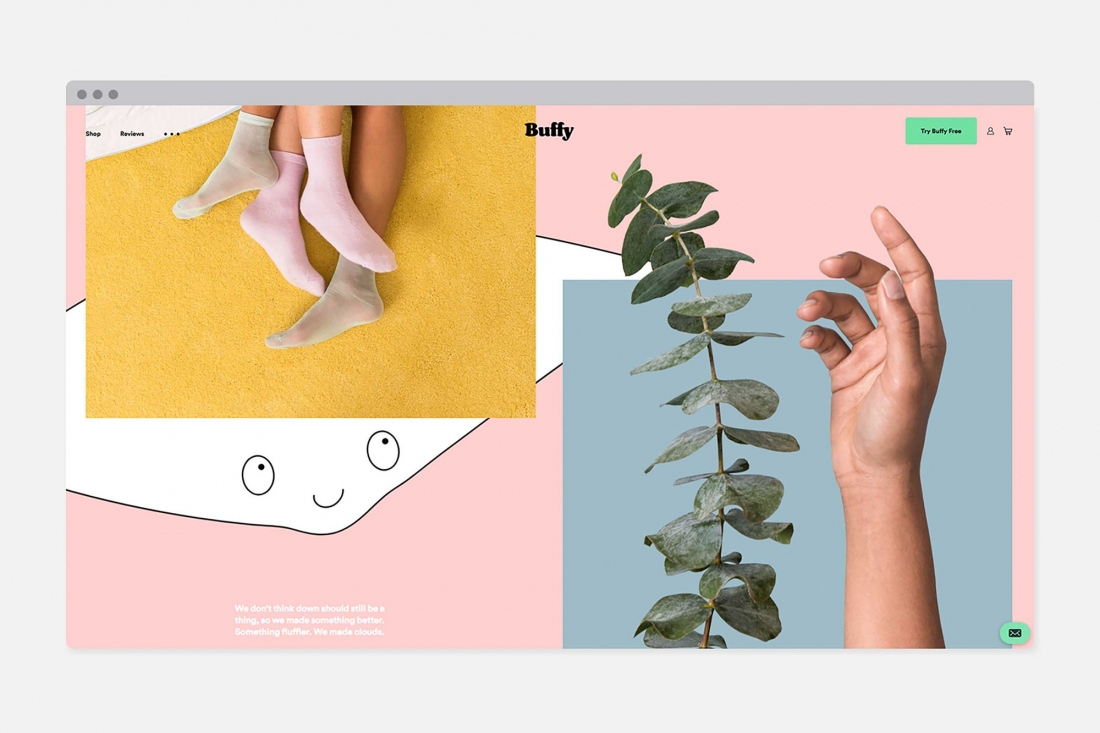 Shop
Reviews
Buffy
Try Buffy Free
We don't think down should still be a
thing, so we made something better.
Something fluffier. We made clouds.